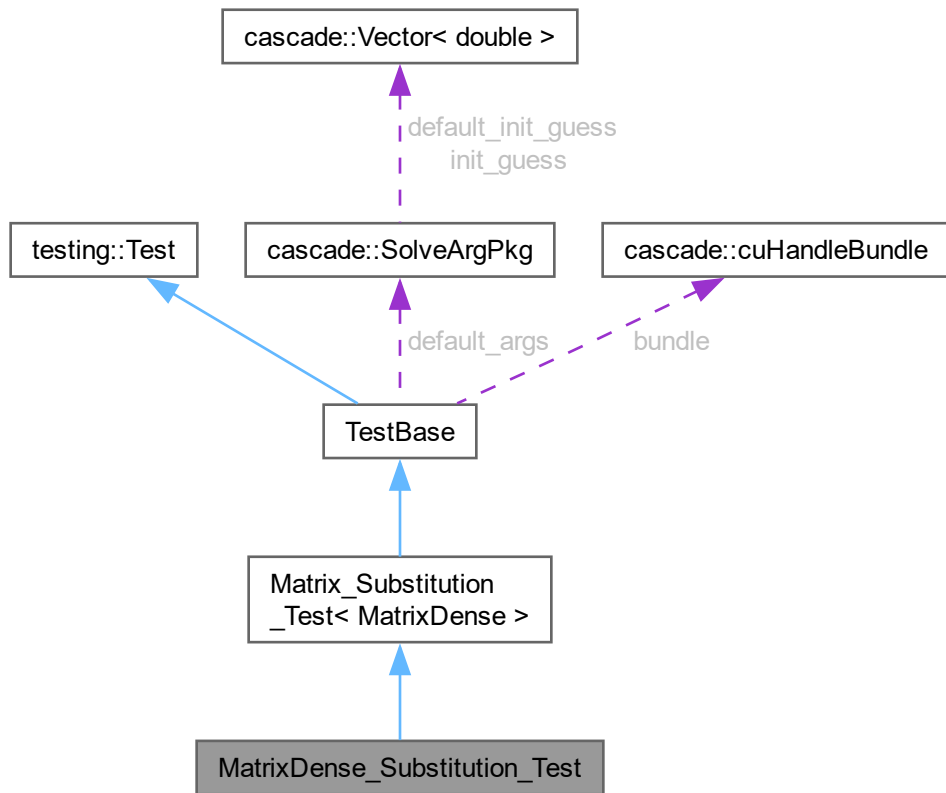 cascade::Vector< double >
default_init_guess
init_guess
testing::Test
cascade::SolveArgPkg
cascade::cuHandleBundle
default_args
bundle
TestBase
Matrix_Substitution
_Test< MatrixDense >
MatrixDense_Substitution_Test